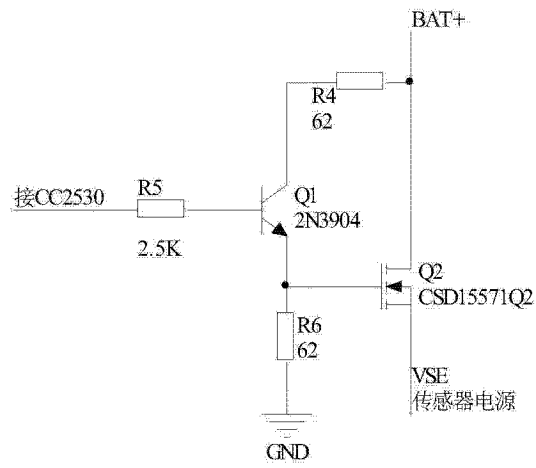 BAT+
R4
62
接CC2530
R5
2.5K
Q1
2N3904
Q2
CSD15571Q2
R6
62
VSE
传感器电源
GND